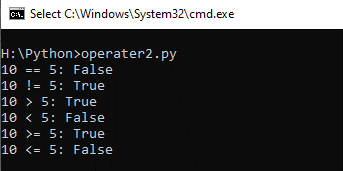 Select C:\Windows\System32\cmd.exe
H:\Python>operater2.py
10 == 5: False
10 != 5: True
10 > 5: True
10 < 5: False
10 >= 5: True
10 <= 5: False